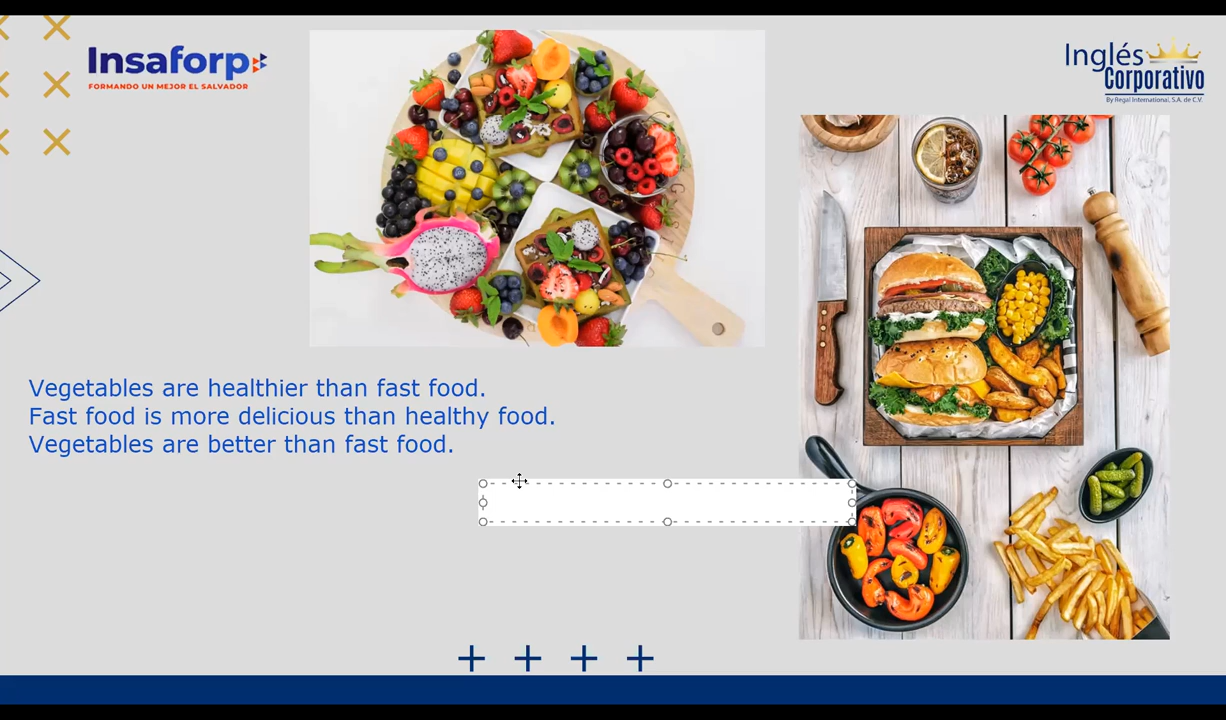 Insaforp
FORMANDO UN MEJOR EL SALVADOR
Inglés
Corporativo
By Regal International, S.A. de C.V.
Vegetables are healthier than fast food.
Fast food is more delicious than healthy food.
Vegetables are better than fast food.